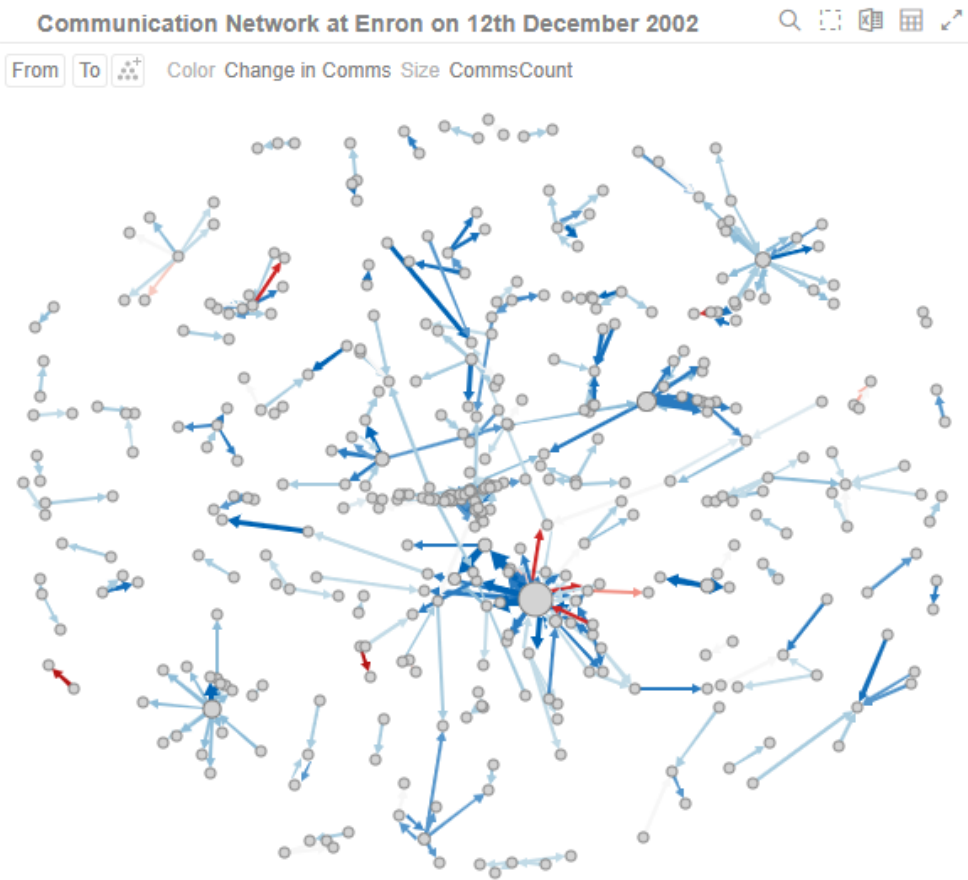 Communication Network at Enron on 12th December 2002
From To Color Change in Comms Size CommsCount